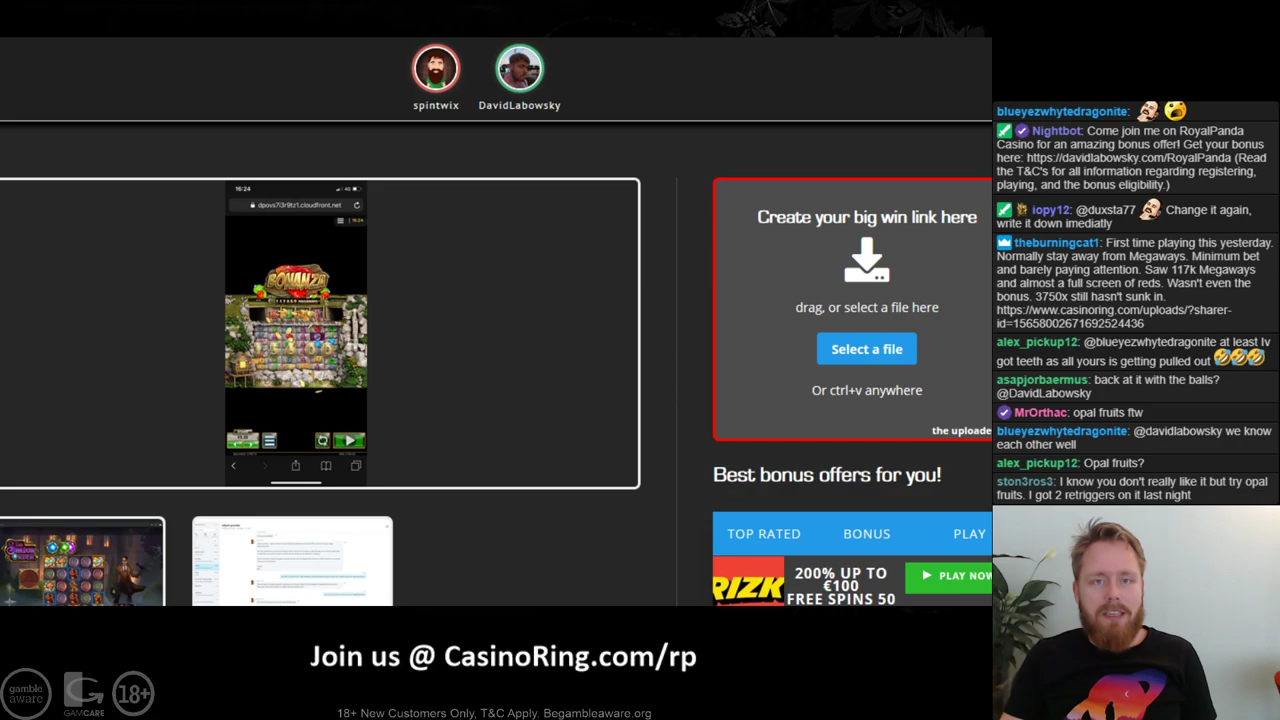 spintwix
DavidLabowsky
16:24
4G
dpovs7i3r9tz1.cloudfront.net
16:24
BONANZA
Create your big win link here
drag, or select a file here
Select a file
Or ctrl+v anywhere
the uploade
Best bonus offers for you!
TOP RATED BONUS PLAY
RIZK
200% UP TO
€100
FREE SPINS 50
PLAY NOW
blueyezwhytedragonite:
Nightbot: Come join me on RoyalPanda
Casino for an amazing bonus offer! Get your bonus
here: https://davidlabowsky.com/RoyalPanda (Read
the T&C's for all information regarding registering,
playing, and the bonus eligibility.)
iopy12: @duxsta77 Change it again,
write it down imediatly
theburningcat1: First time playing this yesterday.
Normally stay away from Megaways. Minimum bet
and barely paying attention. Saw 117k Megaways
and almost a full screen of reds. Wasn't even the
bonus. 3750x still hasn't sunk in.
https://www.casinoring.com/uploads/?sharer-
id=15658002671692524436
alex_pickup12: @blueyezwhytedragonite at least Iv
got teeth as all yours is getting pulled out
asapjorbaermus: back at it with the balls?
@DavidLabowsky
MrOrthac: opal fruits ftw
blueyezwhytedragonite: @davidlabowsky we know
each other well
alex_pickup12: Opal fruits?
ston3ros3: I know you don't really like it but try opal
fruits. I got 2 retriggers on it last night
Join us @ CasinoRing.com/rp
gamble
aware
GAMCARE
18+
18+ New Customers Only, T&C Apply. Begambleaware.org